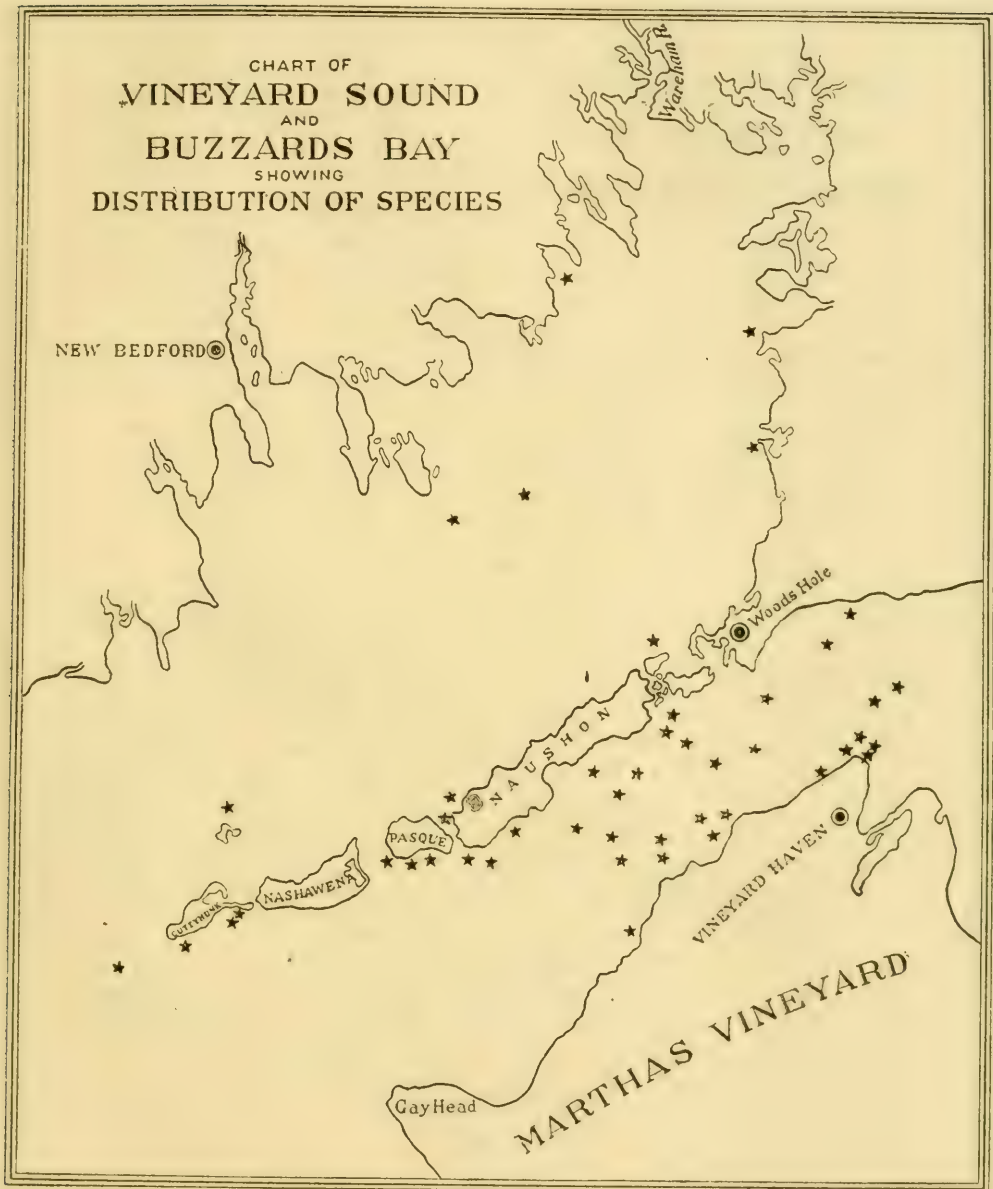 CHART OF
VINEYARD SOUND
AND
BUZZARDS BAY
SHOWING
DISTRIBUTION OF SPECIES
Wareham R.
NEW BEDFORD
Woods Hole
NAUSHON
PASQUE
NASHAWENA
CUTTYHUNK
VINEYARD HAVEN
MARTHAS VINEYARD
Gay Head